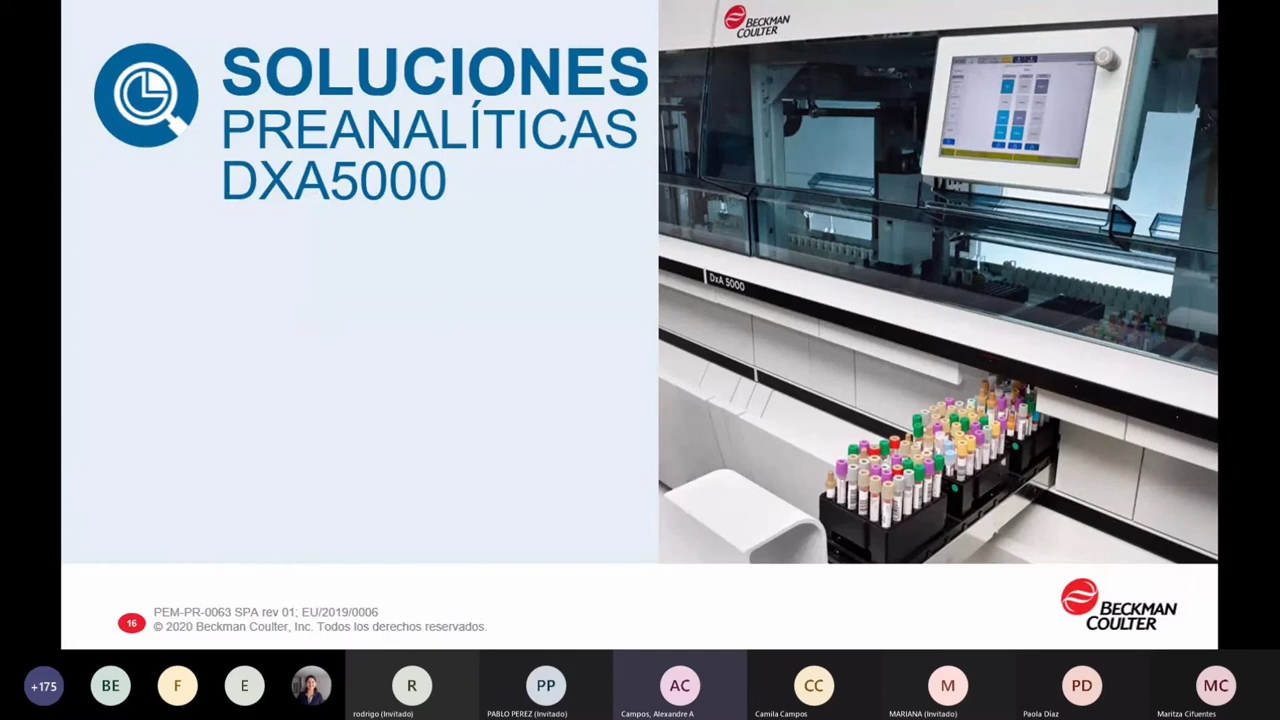 SOLUCIONES
PREANALÍTICAS
DXA5000
BECKMAN
COULTER
DxA 5000
16
PEM-PR-0063 SPA rev 01; EU/2019/0006
© 2020 Beckman Coulter, Inc. Todos los derechos reservados.
BECKMAN
COULTER
+175
BE
F
E
R
PP
AC
CC
M
PD
MC
rodrigo (Invitado)
PABLO PEREZ (Invitado)
Campos, Alexandre A
Camila Campos
MARIANA (Invitado)
Paola Díaz
Maritza Cifuentes